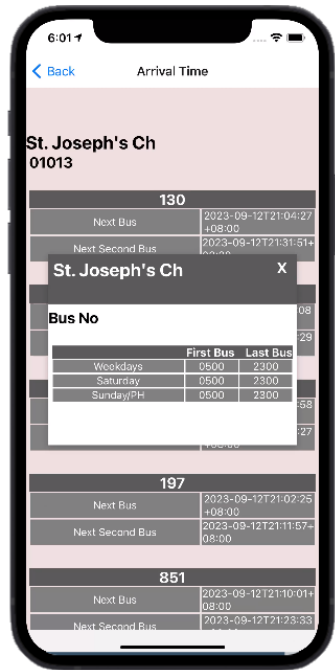 6:01
Back
Arrival Time
St. Joseph's Ch
01013
130
Next Bus
2023-09-12T21:04:27
+08:00
Next Second Bus
2023-09-12T21:31:51+
St. Joseph's Ch
X
:08
:29
Bus No
First Bus
Last Bus
Weekdays
0500
2300
Saturday
0500
2300
Sunday/PH
0500
2300
:58
:27
197
Next Bus
2023-09-12T21:02:25
+08:00
Next Second Bus
2023-09-12T21:11:57+
08:00
851
Next Bus
2023-09-12T21:10:01+
08:00
Next Second Bus
2023-09-12T21:23:33